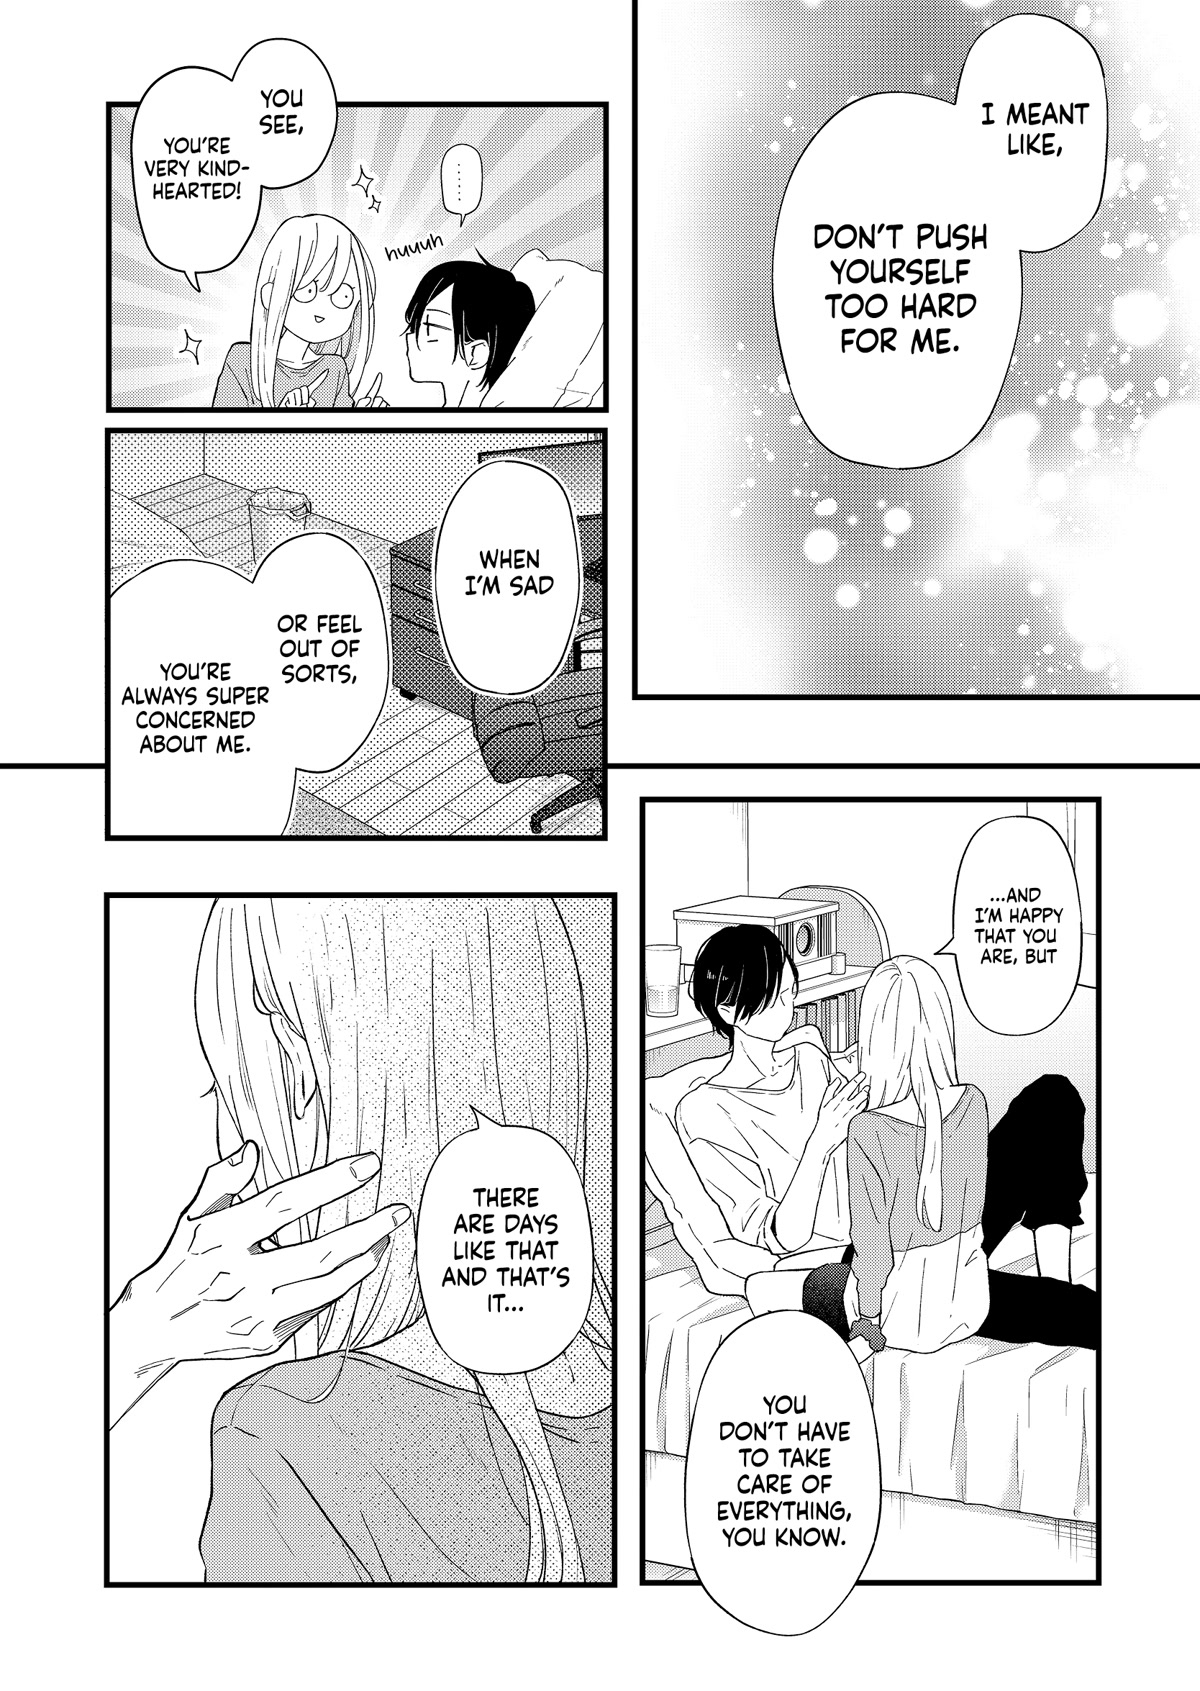 I MEANT
LIKE,
DON'T PUSH
YOURSELF
TOO HARD
FOR ME.
YOU
SEE,
YOU'RE
VERY KIND-
HEARTED!
......
huuuh
WHEN
I'M SAD
OR FEEL
OUT OF
SORTS,
YOU'RE
ALWAYS SUPER
CONCERNED
ABOUT ME.
...AND
I'M HAPPY
THAT YOU
ARE, BUT
YOU
DON'T HAVE
TO TAKE
CARE OF
EVERYTHING,
YOU KNOW.
THERE
ARE DAYS
LIKE THAT
AND THAT'S
IT...